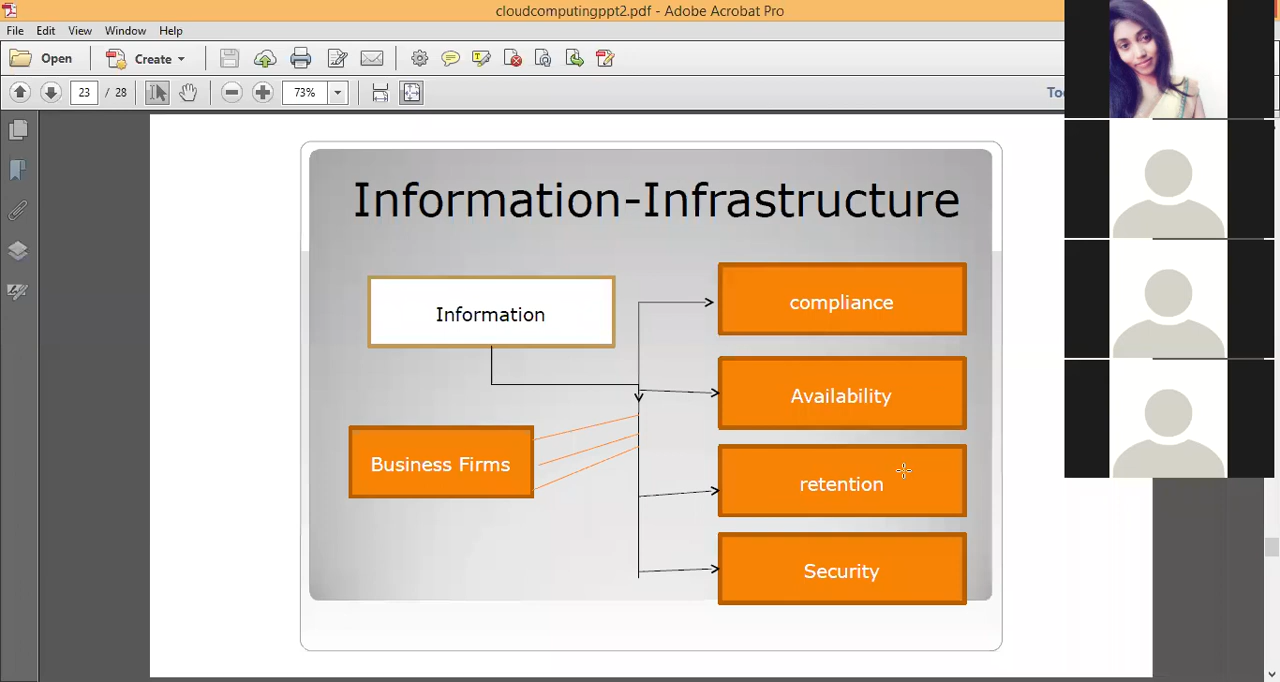 cloudcomputingppt2.pdf - Adobe Acrobat Pro
File Edit View Window Help
Open Create
23 / 28 73%
Information-Infrastructure
Information
compliance
Availability
Business Firms
retention
Security